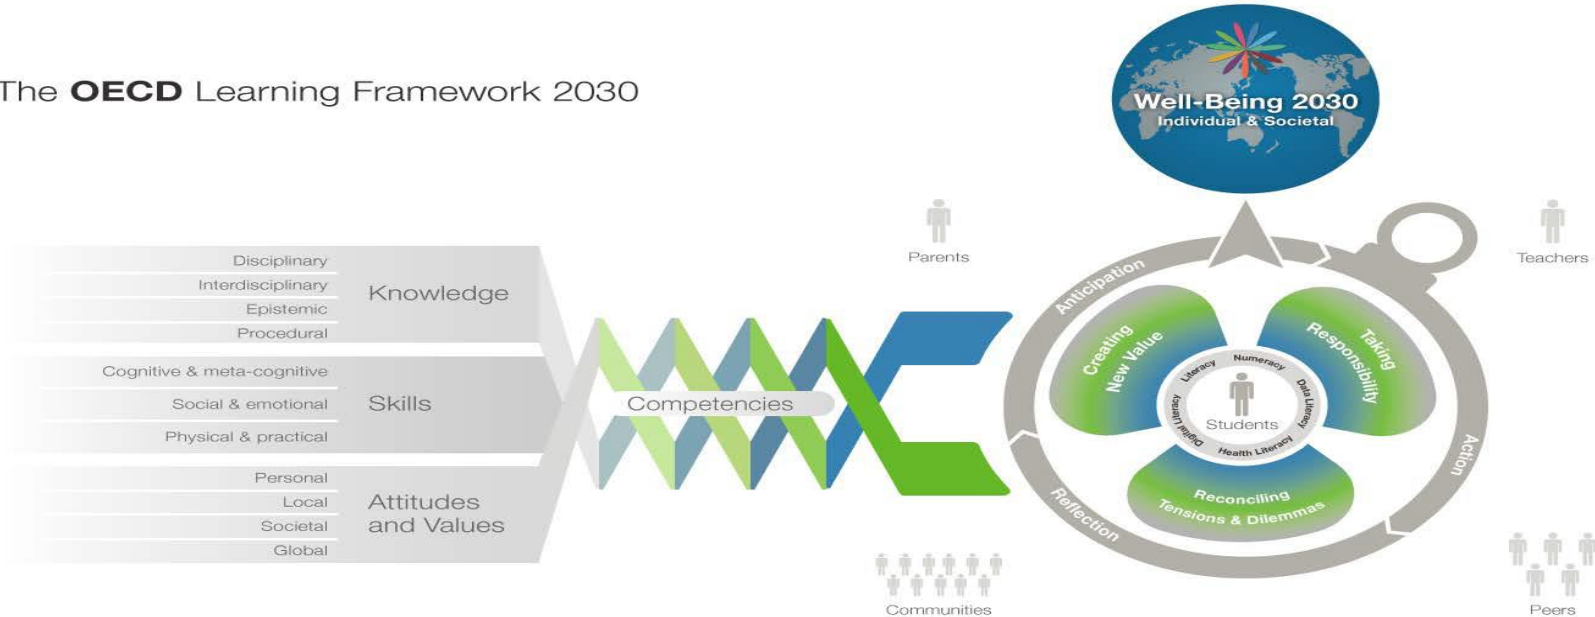 The OECD Learning Framework 2030
Well-Being 2030
Individual & Societal
Disciplinary
Interdisciplinary
Epistemic
Procedural
Knowledge
Cognitive & meta-cognitive
Social & emotional
Physical & practical
Skills
Personal
Local
Societal
Global
Attitudes
and Values
Competencies
Parents
Teachers
Communities
Peers
Anticipation
Action
Reflection
Creating
New Value
Taking
Responsibility
Reconciling
Tensions & Dilemmas
Literacy
Numeracy
Data Literacy
Health Literacy
Digital Literacy
Students